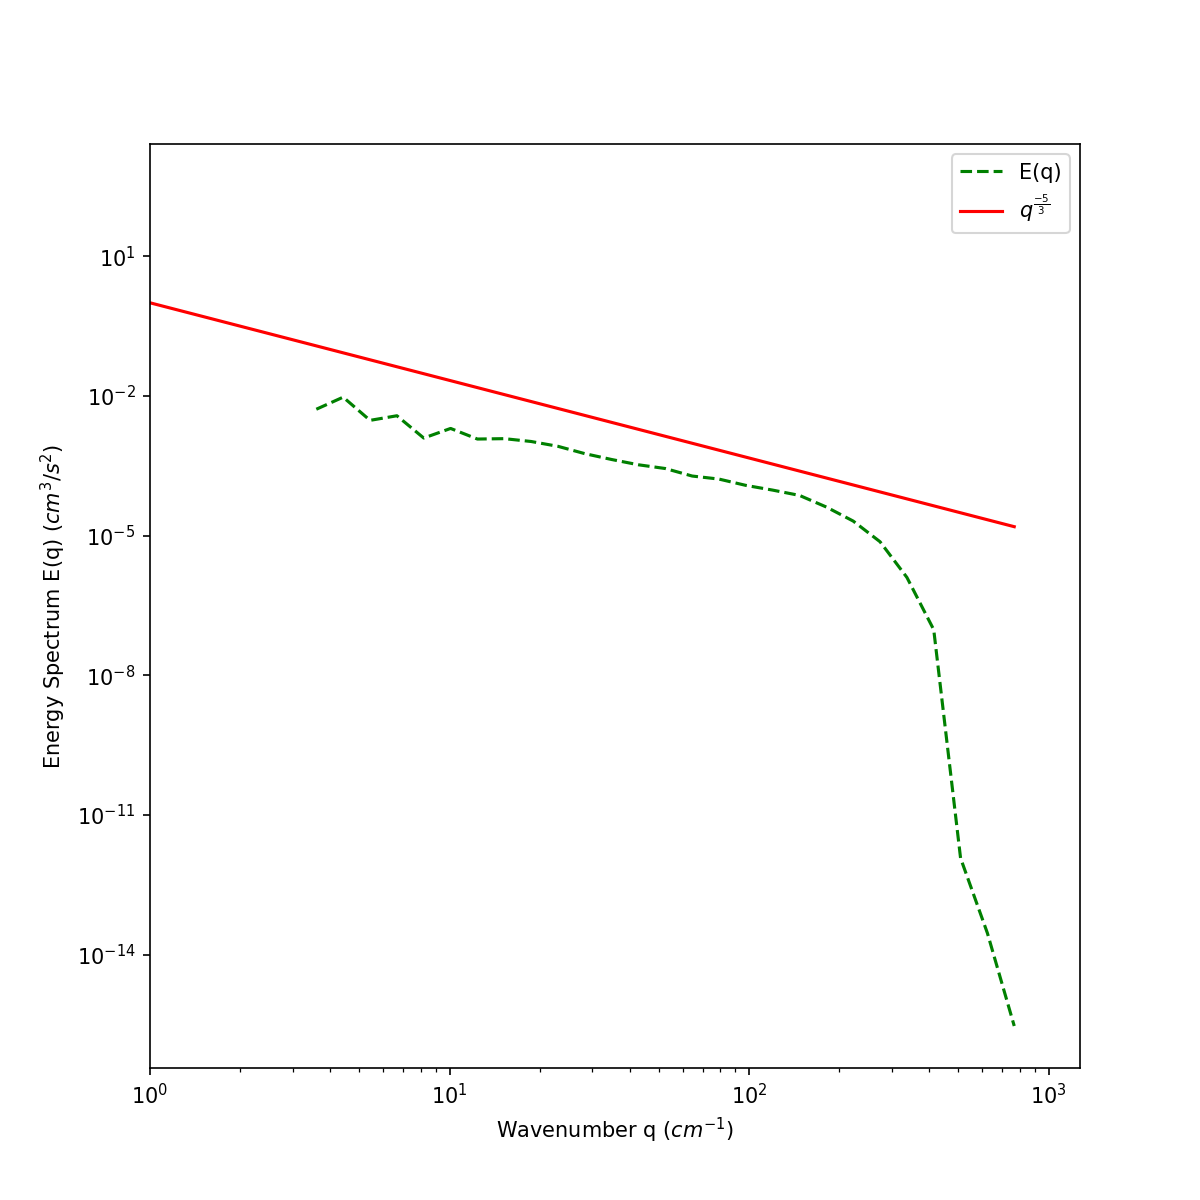 E(q)
q^{-5/3}
10^1
10^{-2}
10^{-5}
10^{-8}
10^{-11}
10^{-14}
Energy Spectrum E(q) (cm^3/s^2)
10^0 10^1 10^2 10^3
Wavenumber q (cm^{-1})